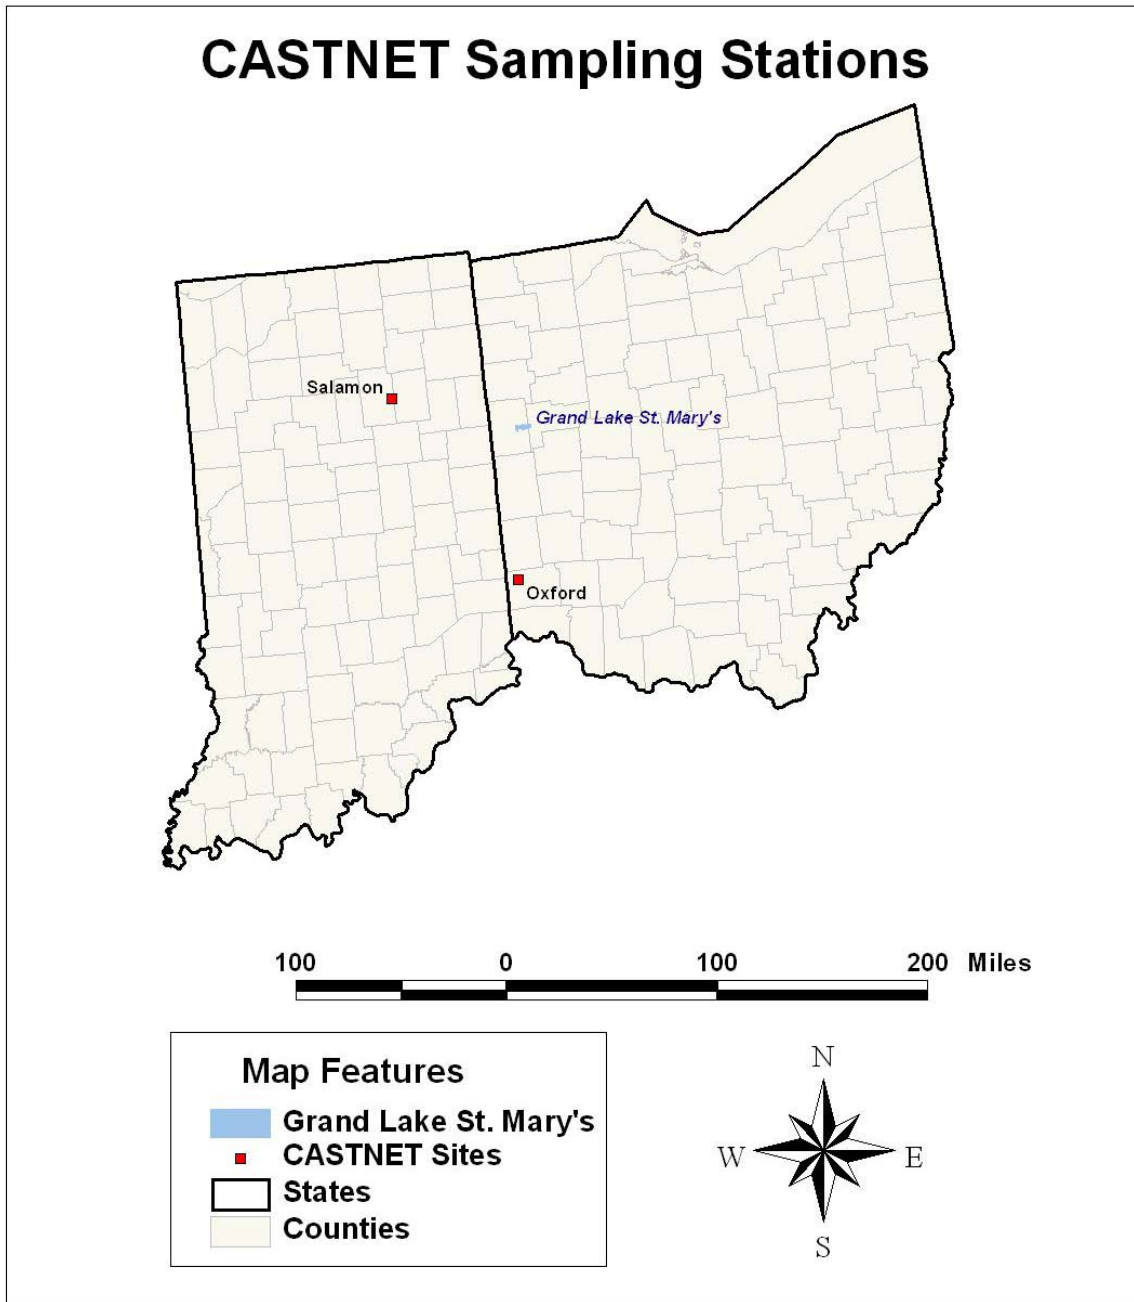 CASTNET Sampling Stations
Salamon
Grand Lake St. Mary's
Oxford
100 0 100 200 Miles
Map Features
Grand Lake St. Mary's
CASTNET Sites
States
Counties
N
W E
S